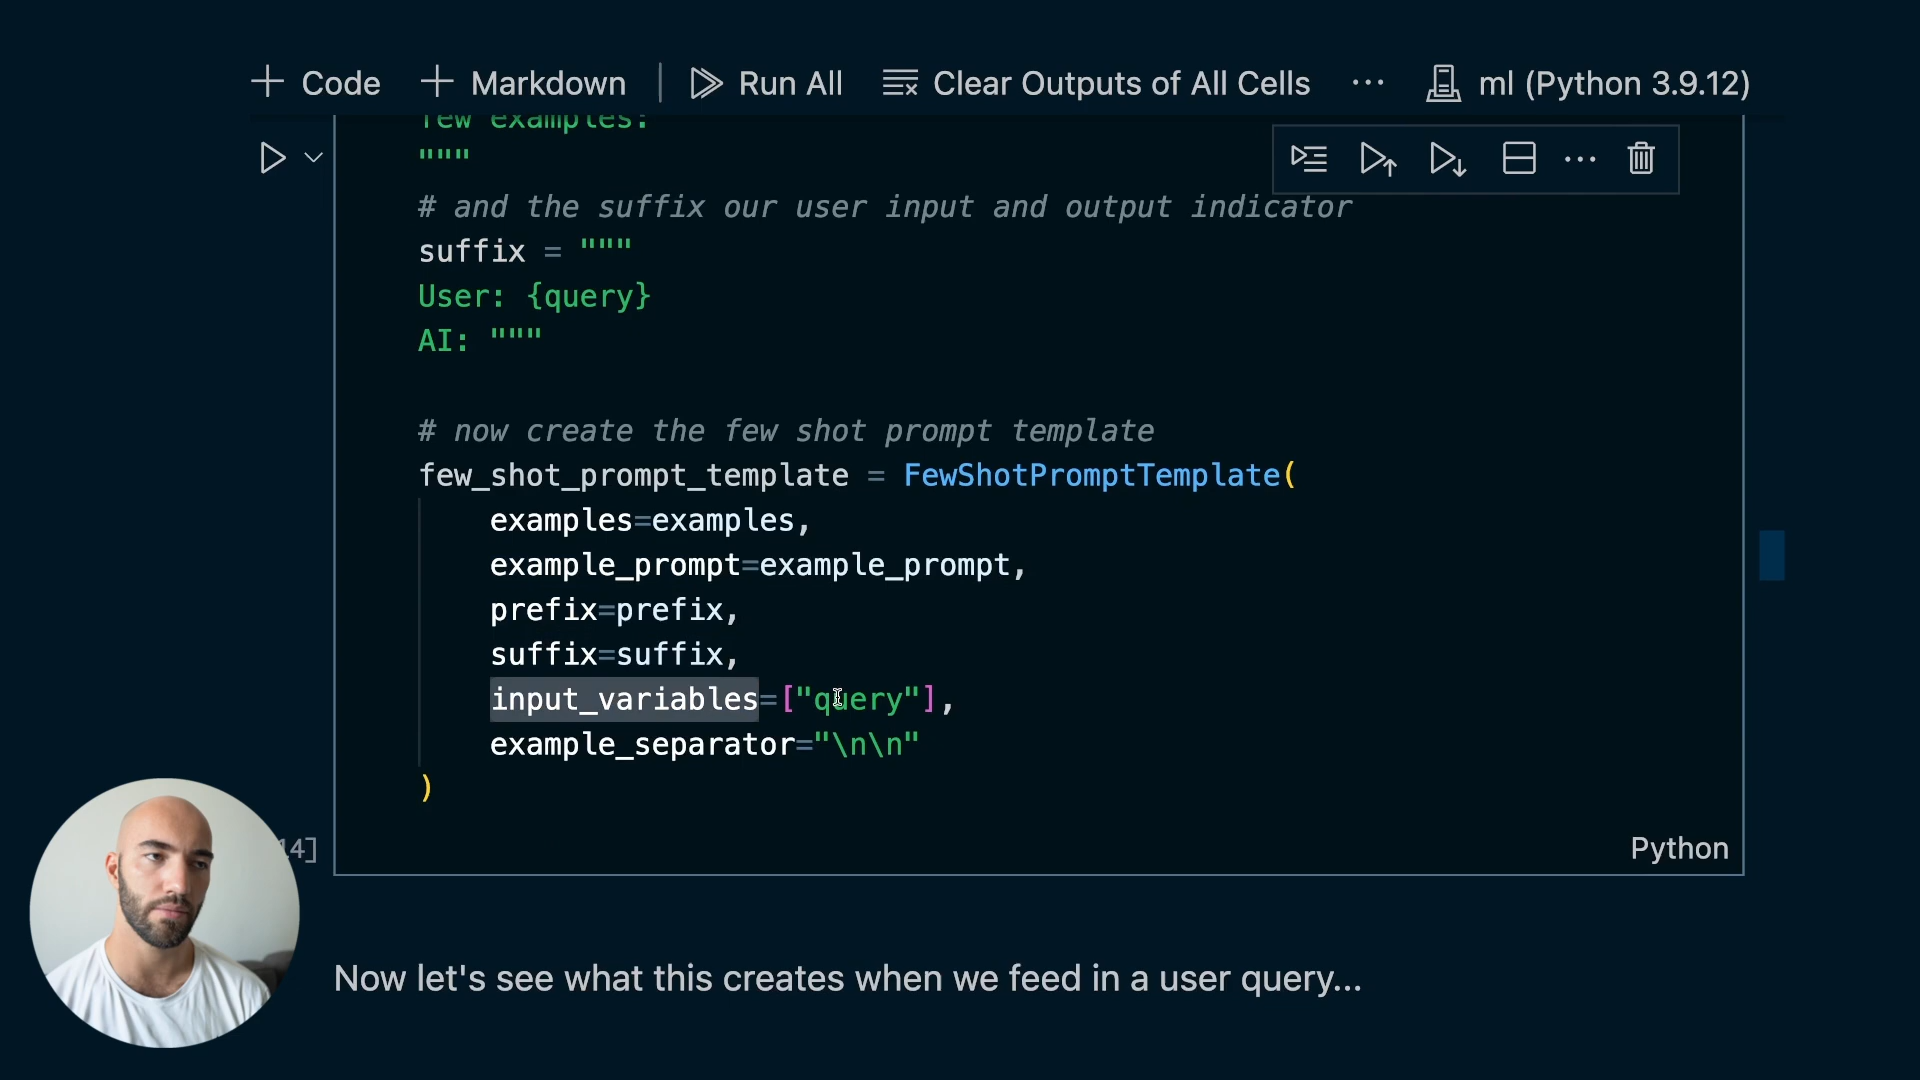 Code Markdown Run All Clear Outputs of All Cells ... ml (Python 3.9.12)
few examples:
"""
# and the suffix our user input and output indicator
suffix = """
User: {query}
AI: """
# now create the few shot prompt template
few_shot_prompt_template = FewShotPromptTemplate(
    examples=examples,
    example_prompt=example_prompt,
    prefix=prefix,
    suffix=suffix,
    input_variables=["query"],
    example_separator="\n\n"
)
14]
Python
Now let's see what this creates when we feed in a user query...